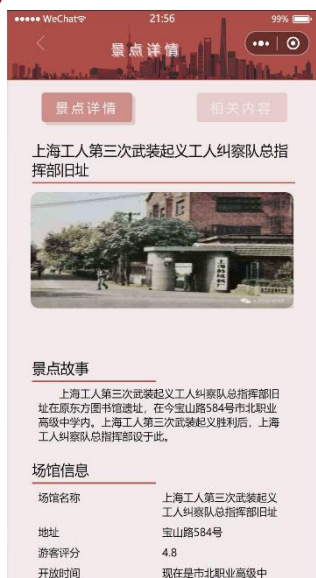 WeChat
21:56
99%
景点详情
景点详情
相关内容
上海工人第三次武装起义工人纠察队总指
挥部旧址
景点故事
上海工人第三次武装起义工人纠察队总指挥部旧
址在原东方图书馆遗址，在今宝山路584号市北职业
高级中学内。上海工人第三次武装起义胜利后，上海
工人纠察队总指挥部设于此。
场馆信息
场馆名称
上海工人第三次武装起义
工人纠察队总指挥部旧址
地址
宝山路584号
游客评分
4.8
开放时间
现在是市北职业高级中